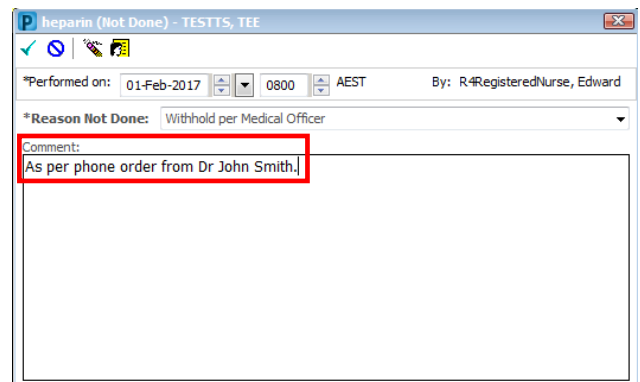 P heparin (Not Done) - TESTTS, TEE
*Performed on: 01-Feb-2017 0800 AEST By: R4RegisteredNurse, Edward
*Reason Not Done: Withhold per Medical Officer
Comment:
As per phone order from Dr John Smith.